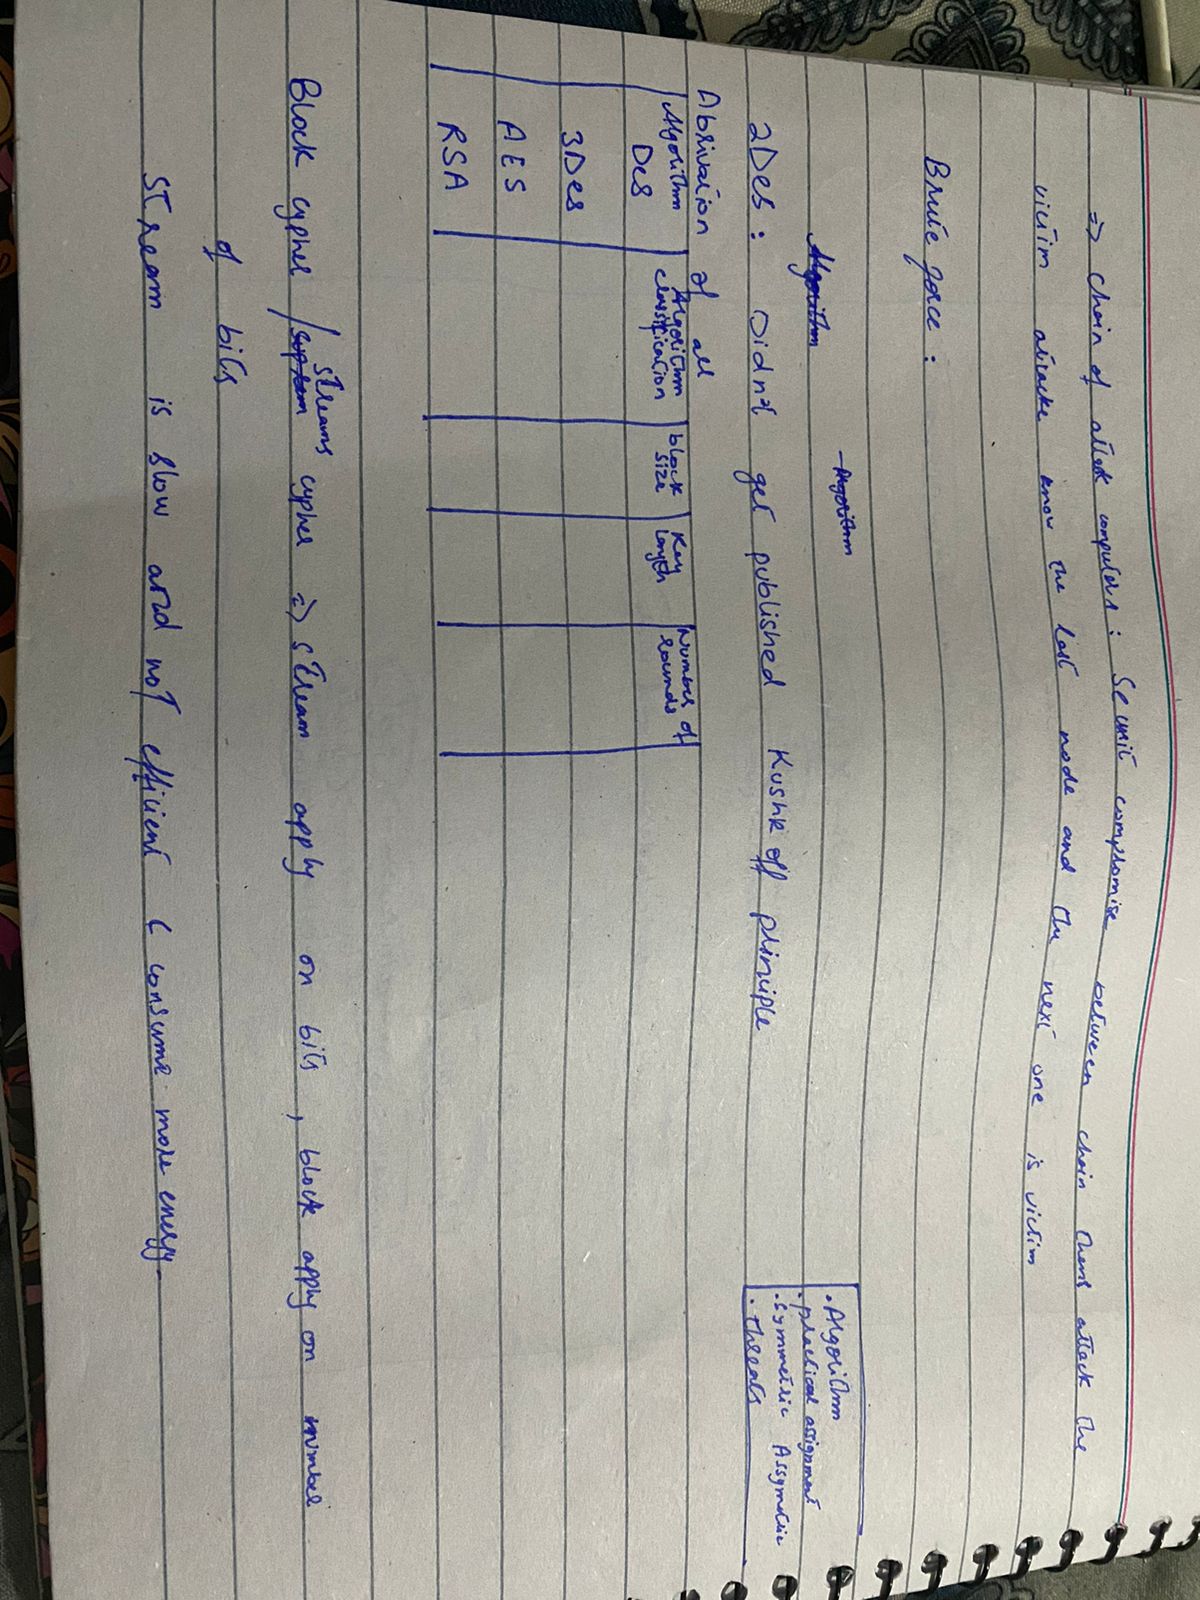 => chain of attack computers : Se unit compromise between chain then attack the
victim attacke know the last node and the next one is victim
Brute force :
Algorithm
Algorithm
2Des : Didn't get published Kushk off principle
. Algorithm
. practical assignment
. symmetric Assymetric
. threats
Abrivation of all
Algorithm Algorithm classification block size Key Length Number of rounds
Des
3Des
AES
RSA
Block cypher / streams cypher => stream apply on bits , block apply on number
of bits
Stream is slow and not efficient & consume more energy.